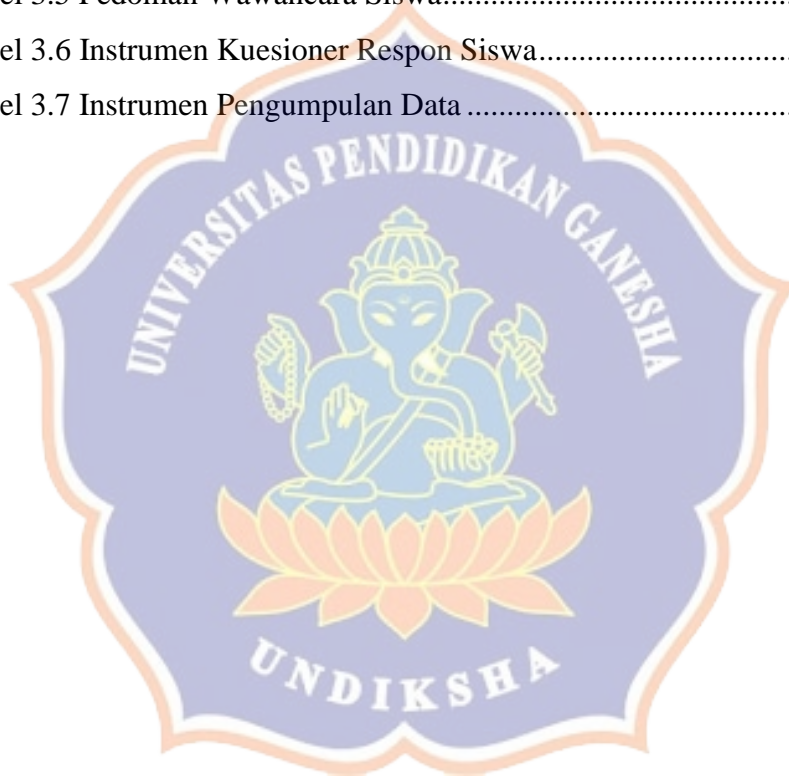 el 3.5 Pedoman Wawancara Siswa..................................................
el 3.6 Instrumen Kuesioner Respon Siswa......................................
el 3.7 Instrumen Pengumpulan Data ................................................
UNIVERSITAS PENDIDIKAN GANESHA
UNDIKSHA